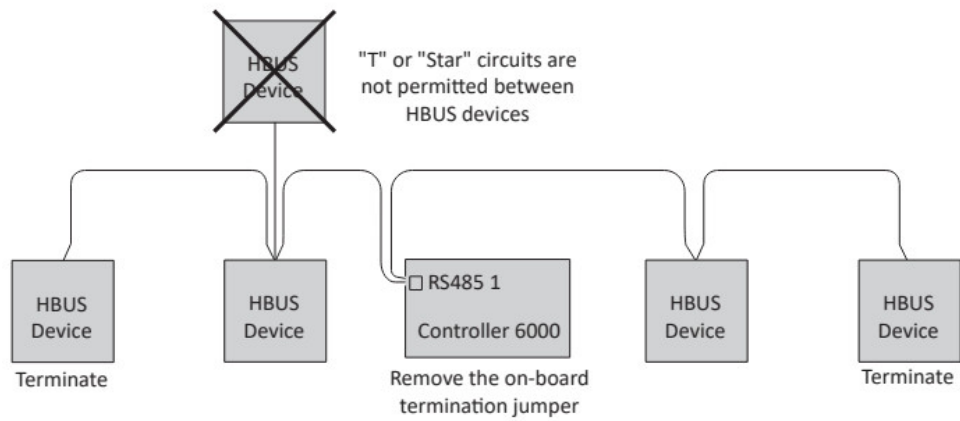 HBUS
Device
"T" or "Star" circuits are
not permitted between
HBUS devices
HBUS
Device
Terminate
HBUS
Device
RS485 1
Controller 6000
Remove the on-board
termination jumper
HBUS
Device
HBUS
Device
Terminate